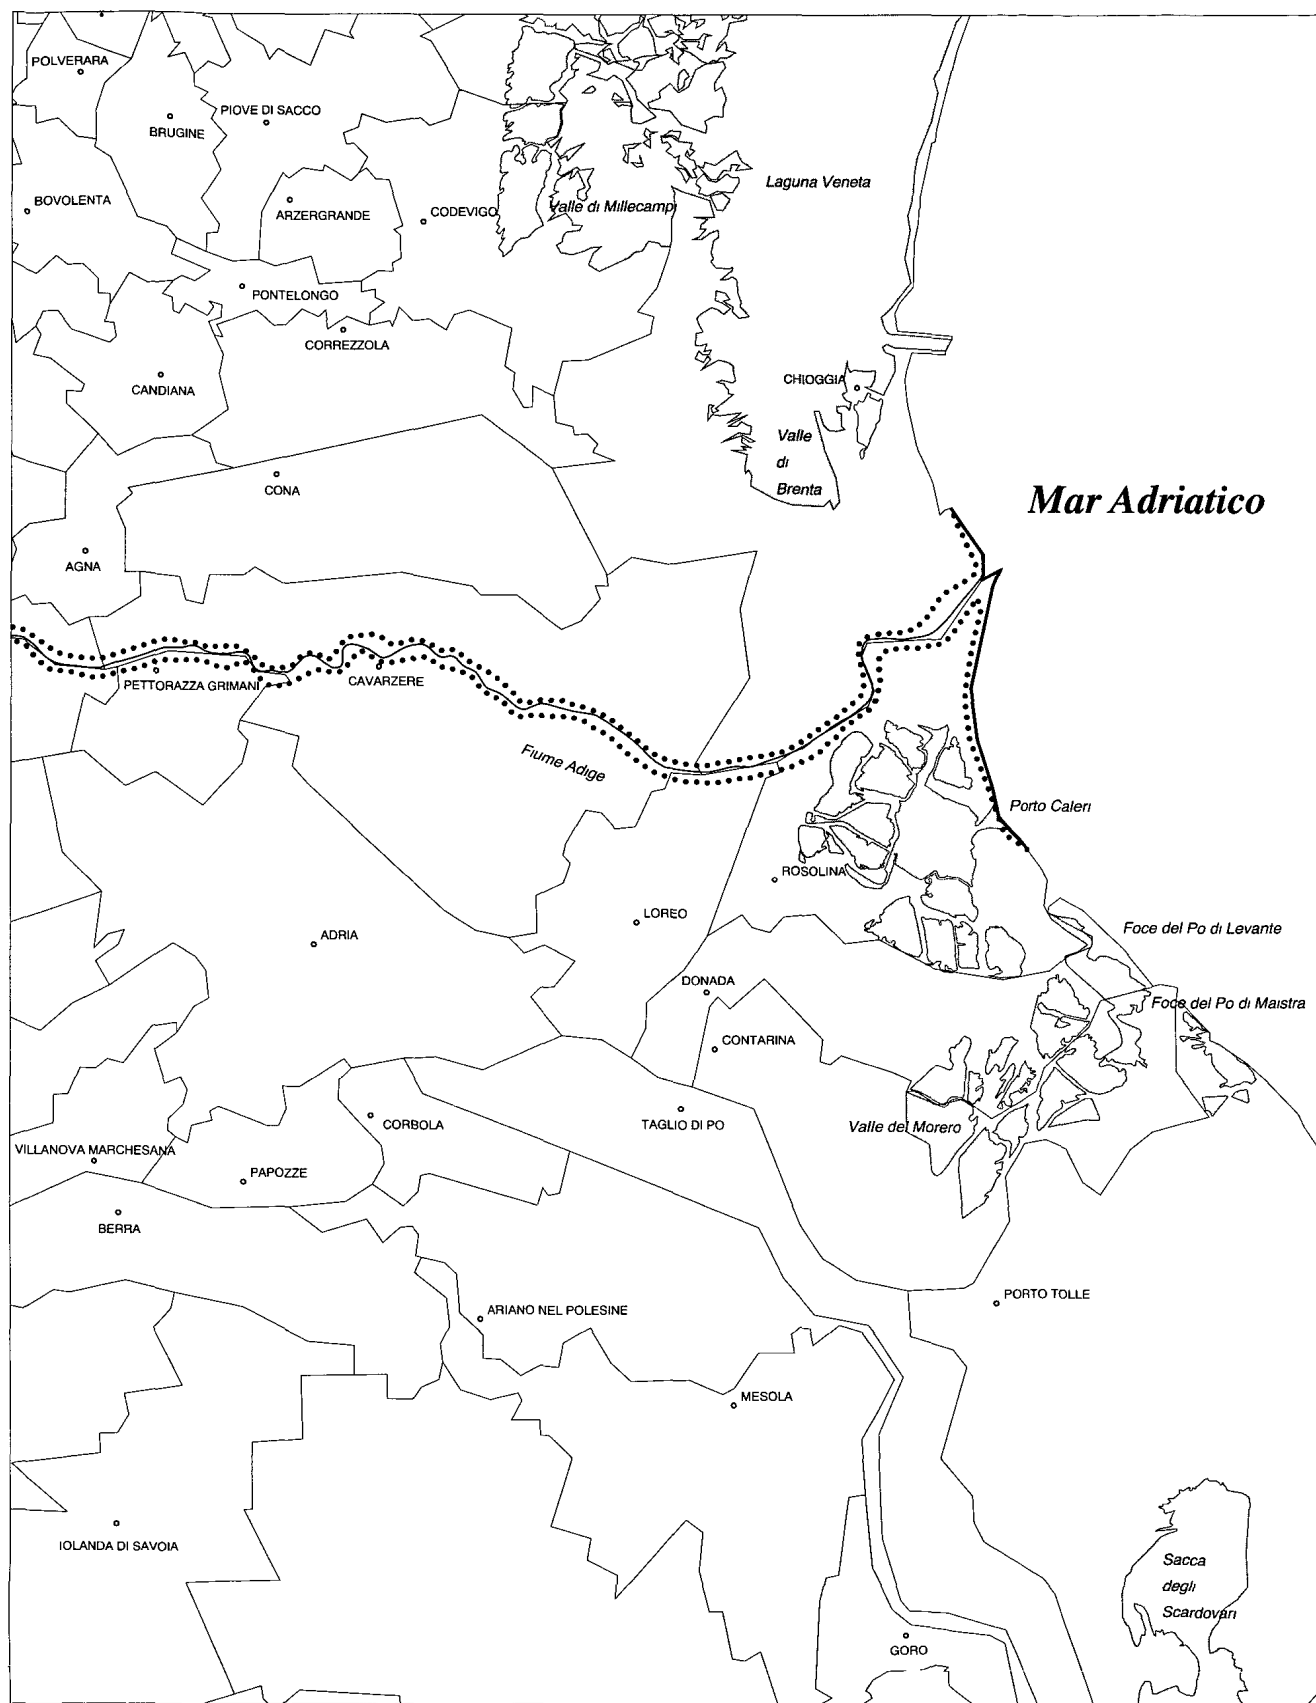 POLVERARA
PIOVE DI SACCO
BRUGINE
Laguna Veneta
BOVOLENTA
Valle di Millecampi
CODEVIGO
ARZERGRANDE
PONTELONGO
CORREZZOLA
CHIOGGIA
CANDIANA
Valle
di
Brenta
CONA
Mar Adriatico
AGNA
PETTORAZZA GRIMANI
CAVARZERE
Fiume Adige
Porto Caleri
ROSOLINA
LOREO
Foce del Po di Levante
ADRIA
DONADA
Foce del Po di Maistra
CONTARINA
CORBOLA
TAGLIO DI PO
Valle del Morero
VILLANOVA MARCHESANA
PAPOZZE
BERRA
PORTO TOLLE
ARIANO NEL POLESINE
MESOLA
IOLANDA DI SAVOIA
Sacca
degli
Scardovari
GORO